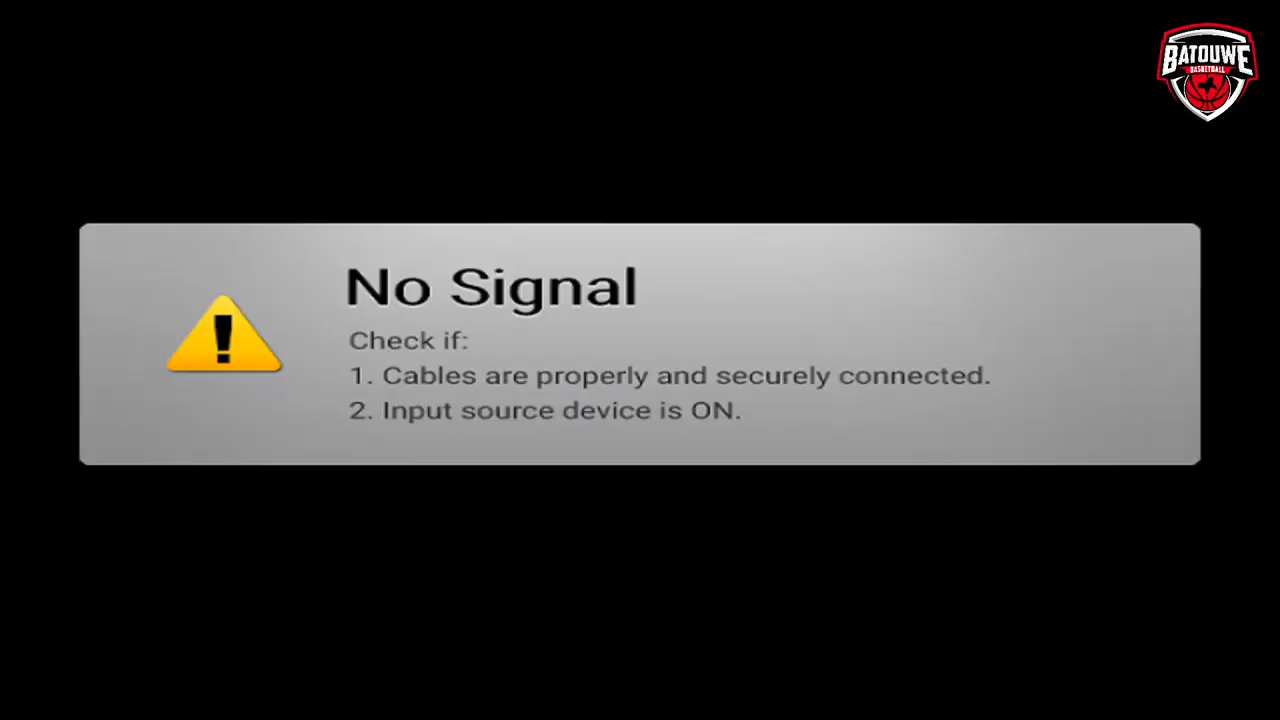 BATOUWE
BASKETBALL
No Signal
Check if:
1. Cables are properly and securely connected.
2. Input source device is ON.